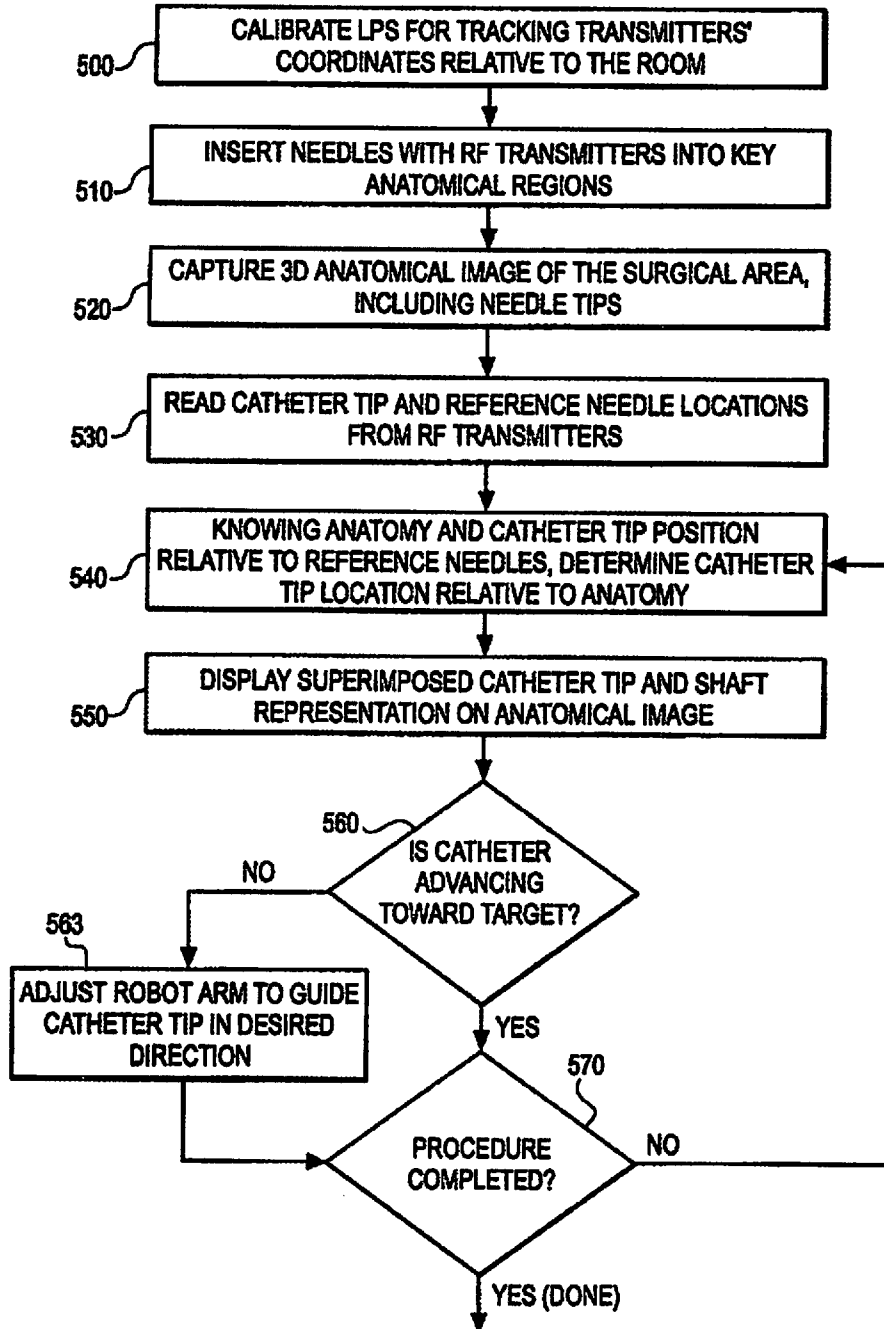 CALIBRATE LPS FOR TRACKING TRANSMITTERS'
COORDINATES RELATIVE TO THE ROOM
500
INSERT NEEDLES WITH RF TRANSMITTERS INTO KEY
ANATOMICAL REGIONS
510
CAPTURE 3D ANATOMICAL IMAGE OF THE SURGICAL AREA,
INCLUDING NEEDLE TIPS
520
READ CATHETER TIP AND REFERENCE NEEDLE LOCATIONS
FROM RF TRANSMITTERS
530
KNOWING ANATOMY AND CATHETER TIP POSITION
RELATIVE TO REFERENCE NEEDLES, DETERMINE CATHETER
TIP LOCATION RELATIVE TO ANATOMY
540
DISPLAY SUPERIMPOSED CATHETER TIP AND SHAFT
REPRESENTATION ON ANATOMICAL IMAGE
550
560
IS CATHETER
ADVANCING
TOWARD TARGET?
NO
563
ADJUST ROBOT ARM TO GUIDE
CATHETER TIP IN DESIRED
DIRECTION
YES
570
PROCEDURE
COMPLETED?
NO
YES (DONE)